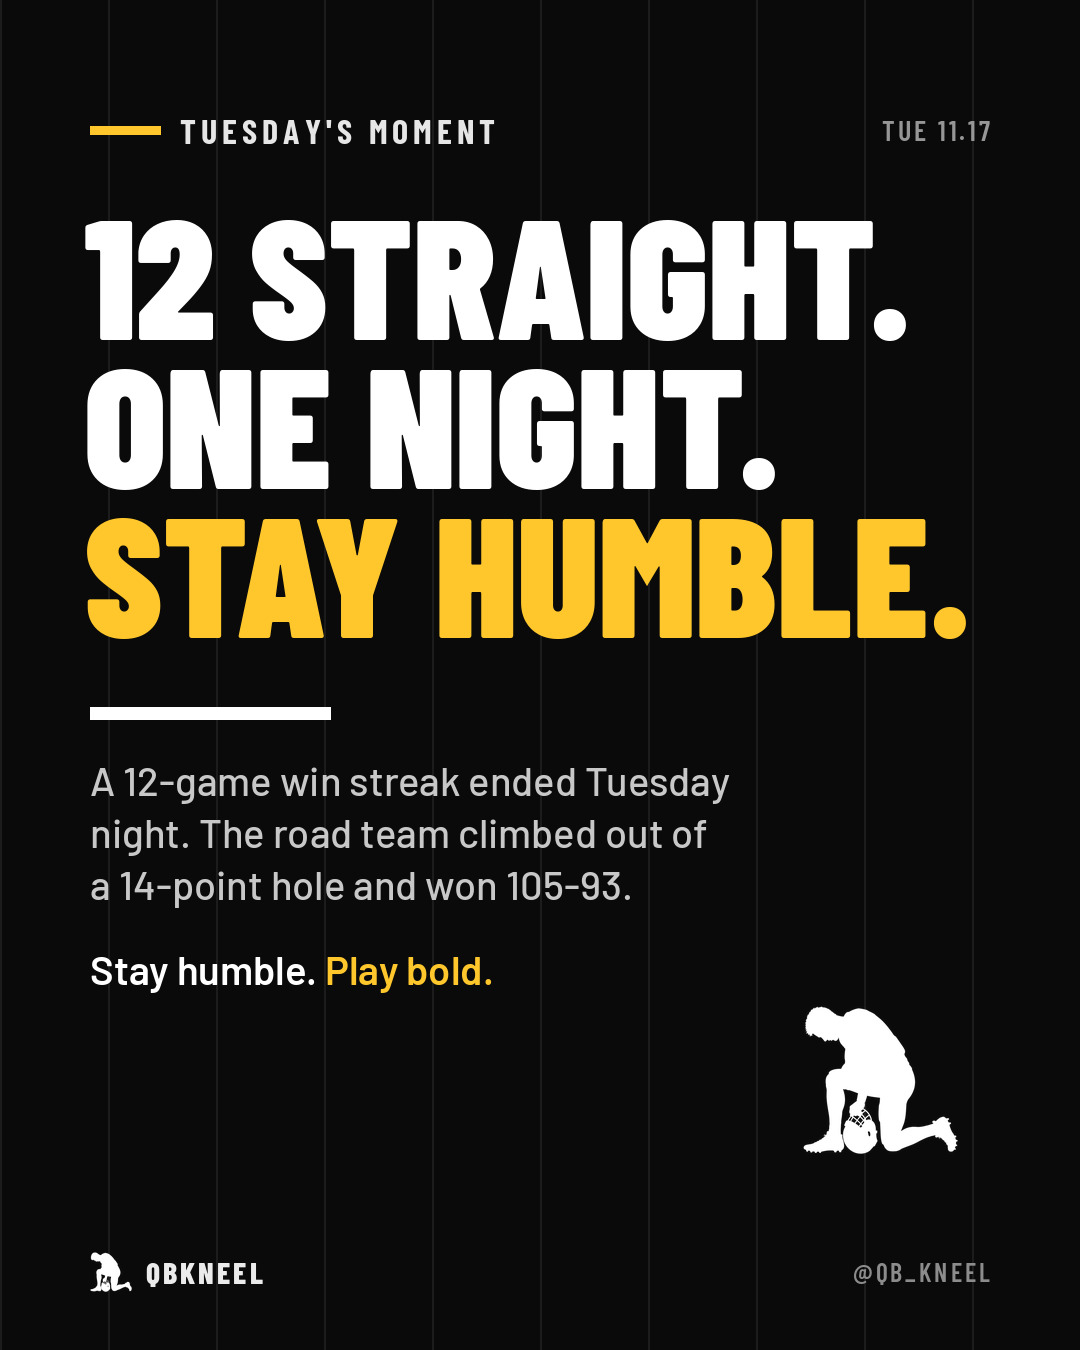 TUESDAY'S MOMENT
TUE 11.17
12 STRAIGHT.
ONE NIGHT.
STAY HUMBLE.
A 12-game win streak ended Tuesday
night. The road team climbed out of
a 14-point hole and won 105-93.
Stay humble. Play bold.
QBKNEEL
@QB_KNEEL